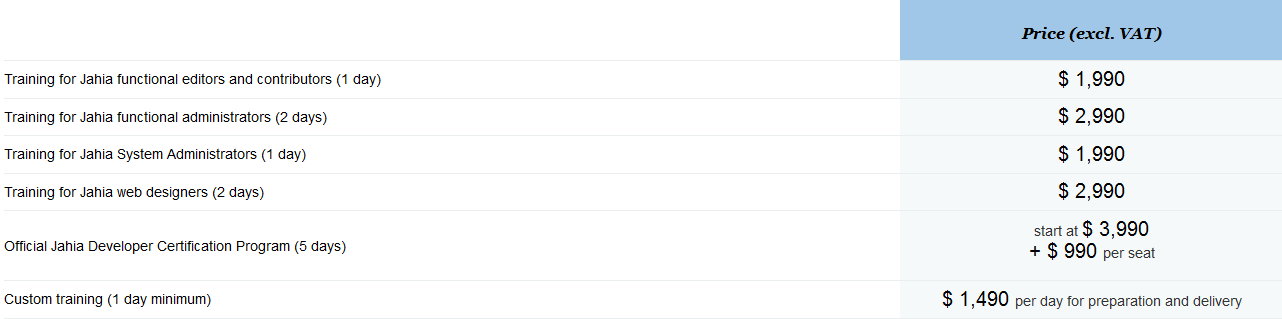 Price (excl. VAT)
Training for Jahia functional editors and contributors (1 day) $ 1,990
Training for Jahia functional administrators (2 days) $ 2,990
Training for Jahia System Administrators (1 day) $ 1,990
Training for Jahia web designers (2 days) $ 2,990
Official Jahia Developer Certification Program (5 days) start at $ 3,990
+ $ 990 per seat
Custom training (1 day minimum) $ 1,490 per day for preparation and delivery